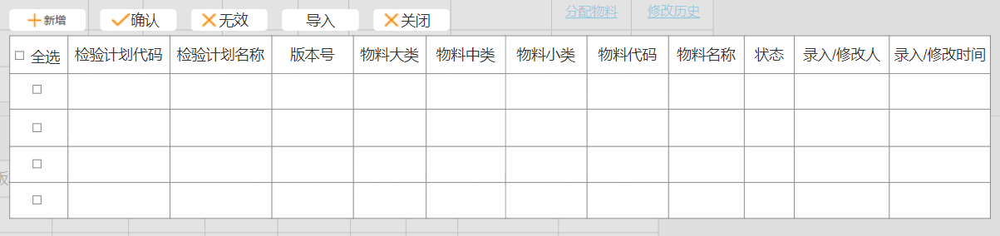 新增 确认 无效 导入 关闭 分配物料 修改历史
全选 检验计划代码 检验计划名称 版本号 物料大类 物料中类 物料小类 物料代码 物料名称 状态 录入/修改人 录入/修改时间